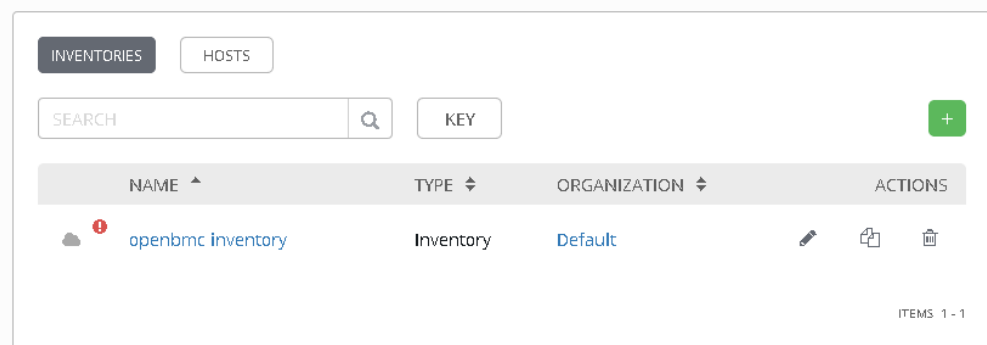 INVENTORIES HOSTS
SEARCH KEY +
NAME TYPE ORGANIZATION ACTIONS
openbmc inventory Inventory Default
ITEMS 1 - 1